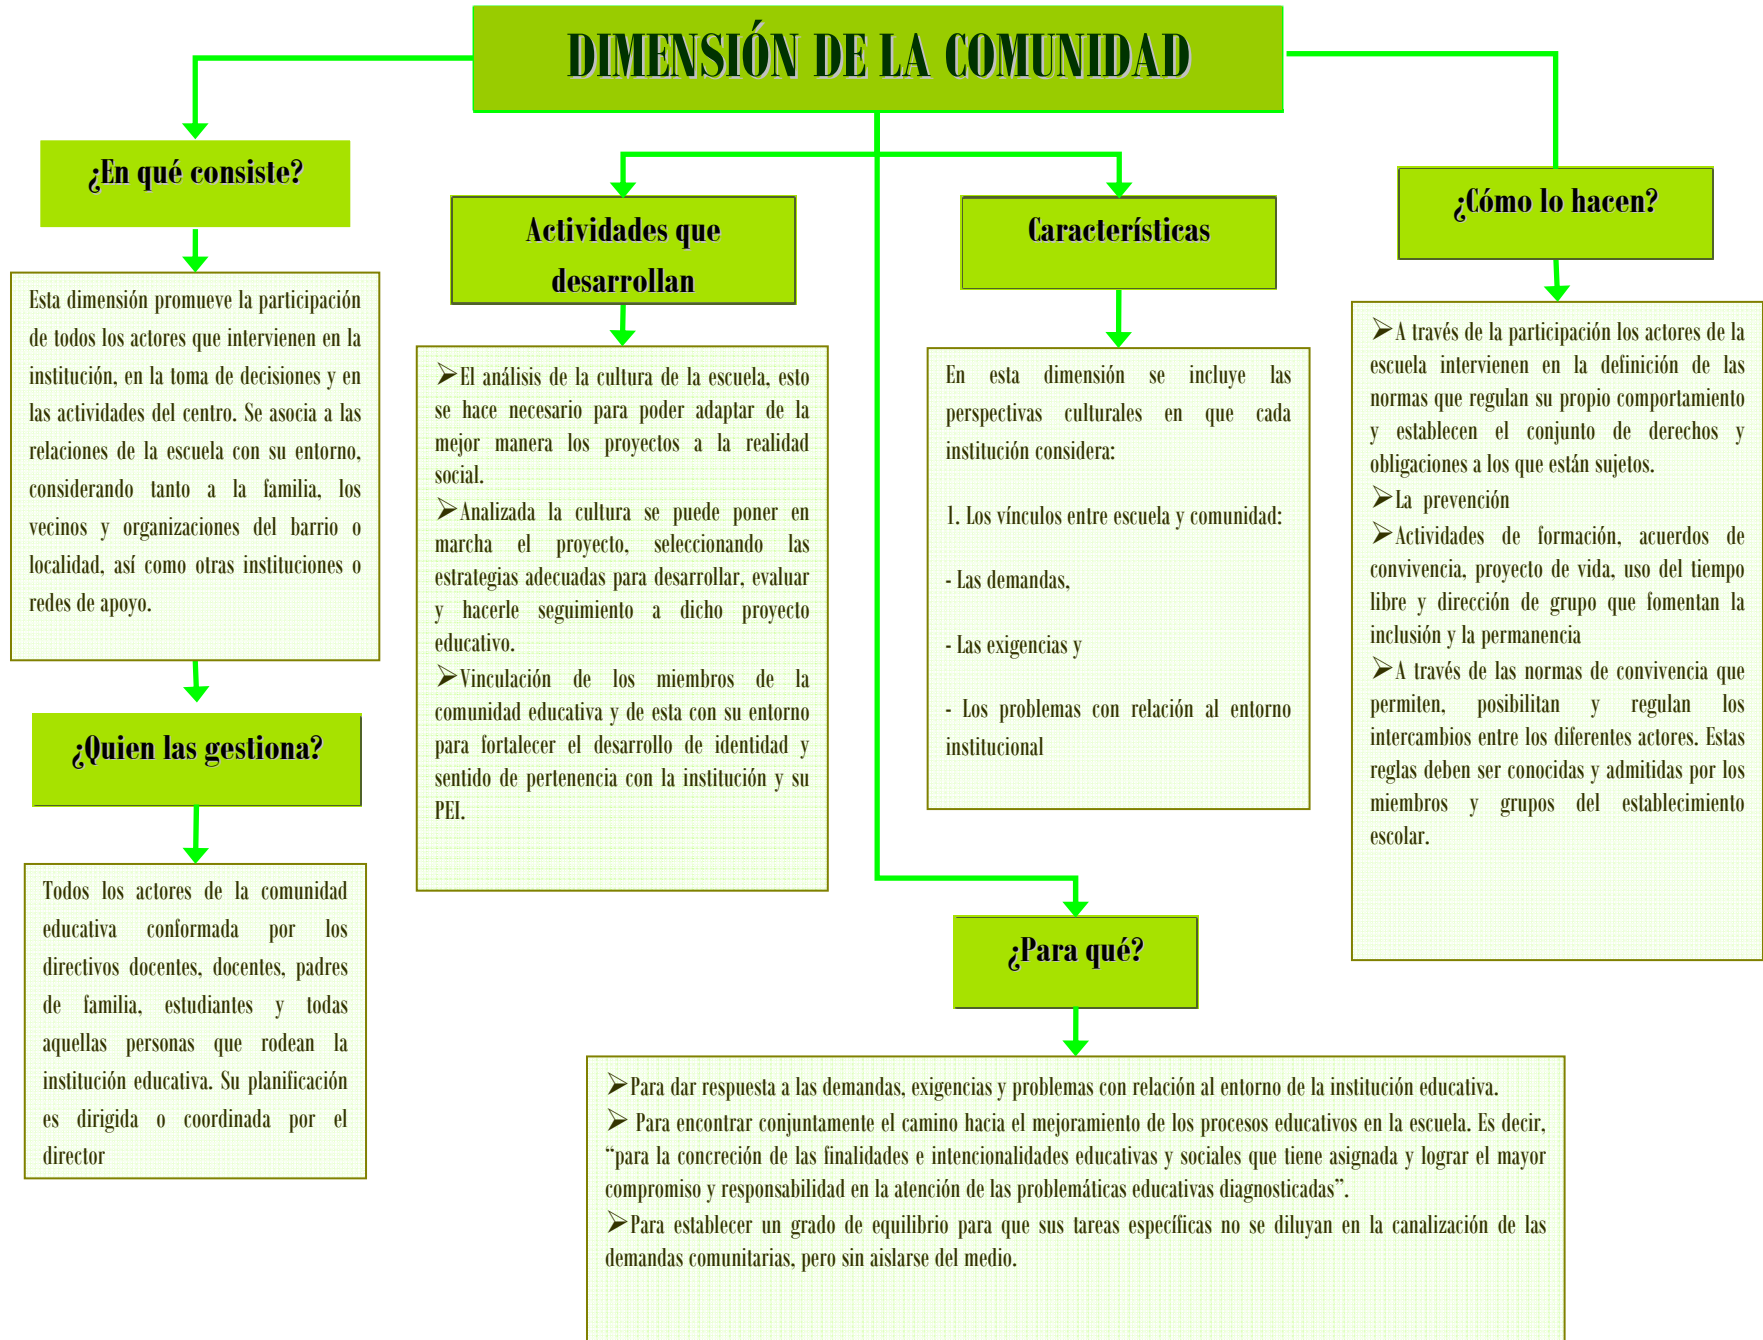 DIMENSIÓN DE LA COMUNIDAD
¿En qué consiste?
Esta dimensión promueve la participación
de todos los actores que intervienen en la
institución, en la toma de decisiones y en
las actividades del centro. Se asocia a las
relaciones de la escuela con su entorno,
considerando tanto a la familia, los
vecinos y organizaciones del barrio o
localidad, así como otras instituciones o
redes de apoyo.
¿Quien las gestiona?
Todos los actores de la comunidad
educativa conformada por los
directivos docentes, docentes, padres
de familia, estudiantes y todas
aquellas personas que rodean la
institución educativa. Su planificación
es dirigida o coordinada por el
director
Actividades que
desarrollan
➢El análisis de la cultura de la escuela, esto
se hace necesario para poder adaptar de la
mejor manera los proyectos a la realidad
social.
➢Analizada la cultura se puede poner en
marcha el proyecto, seleccionando las
estrategias adecuadas para desarrollar, evaluar
y hacerle seguimiento a dicho proyecto
educativo.
➢Vinculación de los miembros de la
comunidad educativa y de esta con su entorno
para fortalecer el desarrollo de identidad y
sentido de pertenencia con la institución y su
PEI.
Características
En esta dimensión se incluye las
perspectivas culturales en que cada
institución considera:
1. Los vínculos entre escuela y comunidad:
- Las demandas,
- Las exigencias y
- Los problemas con relación al entorno
institucional
¿Cómo lo hacen?
➢A través de la participación los actores de la
escuela intervienen en la definición de las
normas que regulan su propio comportamiento
y establecen el conjunto de derechos y
obligaciones a los que están sujetos.
➢La prevención
➢Actividades de formación, acuerdos de
convivencia, proyecto de vida, uso del tiempo
libre y dirección de grupo que fomentan la
inclusión y la permanencia
➢A través de las normas de convivencia que
permiten, posibilitan y regulan los
intercambios entre los diferentes actores. Estas
reglas deben ser conocidas y admitidas por los
miembros y grupos del establecimiento
escolar.
¿Para qué?
➢Para dar respuesta a las demandas, exigencias y problemas con relación al entorno de la institución educativa.
➢ Para encontrar conjuntamente el camino hacia el mejoramiento de los procesos educativos en la escuela. Es decir,
“para la concreción de las finalidades e intencionalidades educativas y sociales que tiene asignada y lograr el mayor
compromiso y responsabilidad en la atención de las problemáticas educativas diagnosticadas”.
➢Para establecer un grado de equilibrio para que sus tareas específicas no se diluyan en la canalización de las
demandas comunitarias, pero sin aislarse del medio.